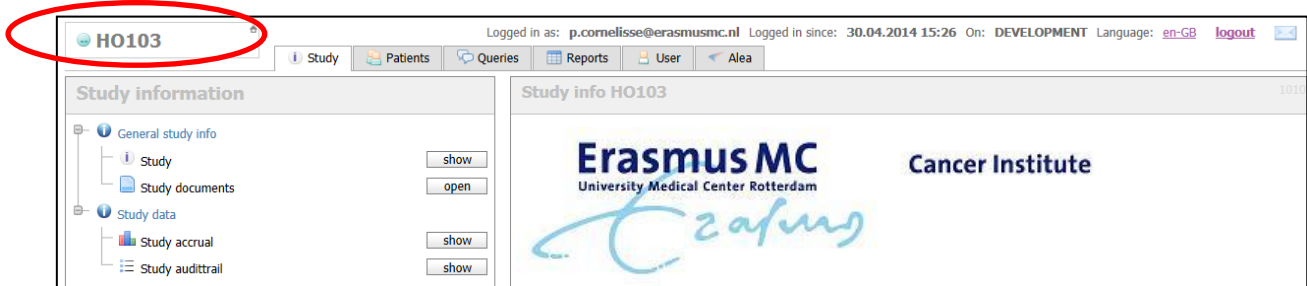 HO103
Logged in as: p.cornelisse@erasmusmc.nl Logged in since: 30.04.2014 15:26 On: DEVELOPMENT Language: en-GB logout
Study Patients Queries Reports User Alea
Study information
General study info
Study show
Study documents open
Study data
Study accrual show
Study audittrail show
Study info HO103
1010
Erasmus MC
University Medical Center Rotterdam
Erasmus
Cancer Institute